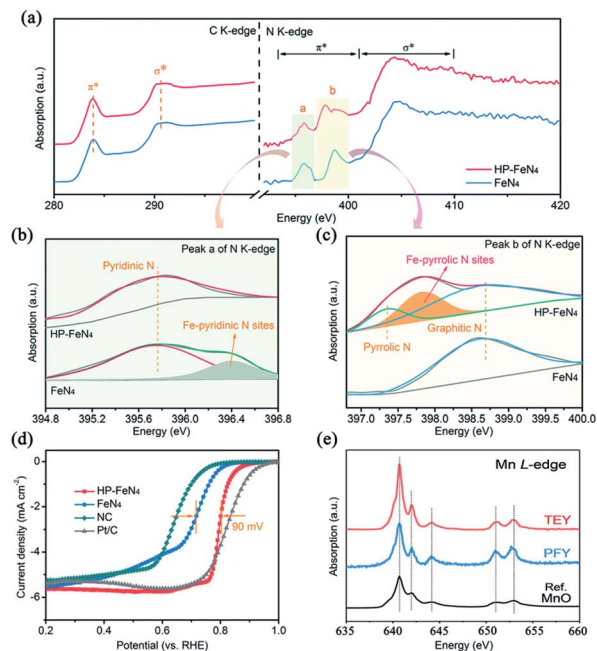 (a)
C K-edge
N K-edge
π*
σ*
π*
σ*
a
b
HP-FeN₄
FeN₄
Absorption (a.u.)
280
290
400
410
420
Energy (eV)
(b)
Peak a of N K-edge
Pyridinic N
HP-FeN₄
Fe-pyridinic N sites
FeN₄
Absorption (a.u.)
394.8
395.2
395.6
396.0
396.4
396.8
Energy (eV)
(c)
Peak b of N K-edge
Fe-pyrrolic N sites
HP-FeN₄
Pyrrolic N
Graphitic N
FeN₄
Absorption (a.u.)
397.0
397.5
398.0
398.5
399.0
399.5
400.0
Energy (eV)
(d)
HP-FeN₄
FeN₄
NC
Pt/C
90 mV
Current density (mA cm⁻²)
0
-2
-4
-6
0.2
0.4
0.6
0.8
1.0
Potential (vs. RHE)
(e)
Mn L-edge
TEY
PFY
Ref.
MnO
Absorption (a.u.)
635
640
645
650
655
660
Energy (eV)